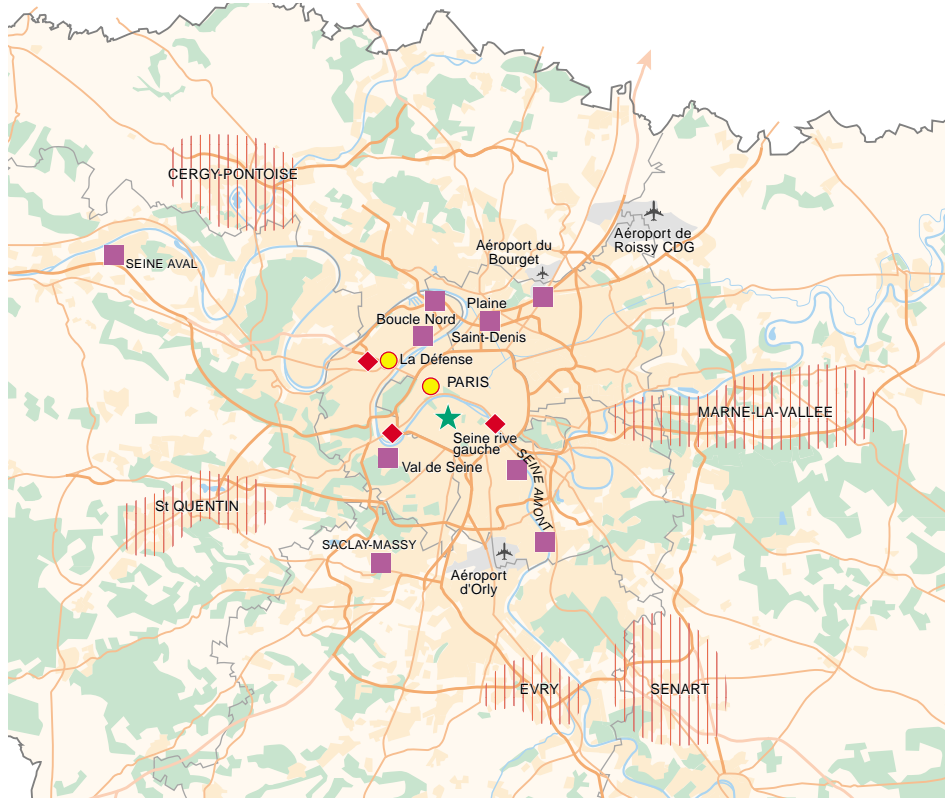 CERGY-PONTOISE
Aéroport de
Roissy CDG
Aéroport du
Bourget
SEINE AVAL
Plaine
Boucle Nord
Saint-Denis
La Défense
PARIS
MARNE-LA-VALLEE
Seine rive
gauche
Val de Seine
SEINE AMONT
St QUENTIN
SACLAY-MASSY
Aéroport
d'Orly
EVRY
SENART